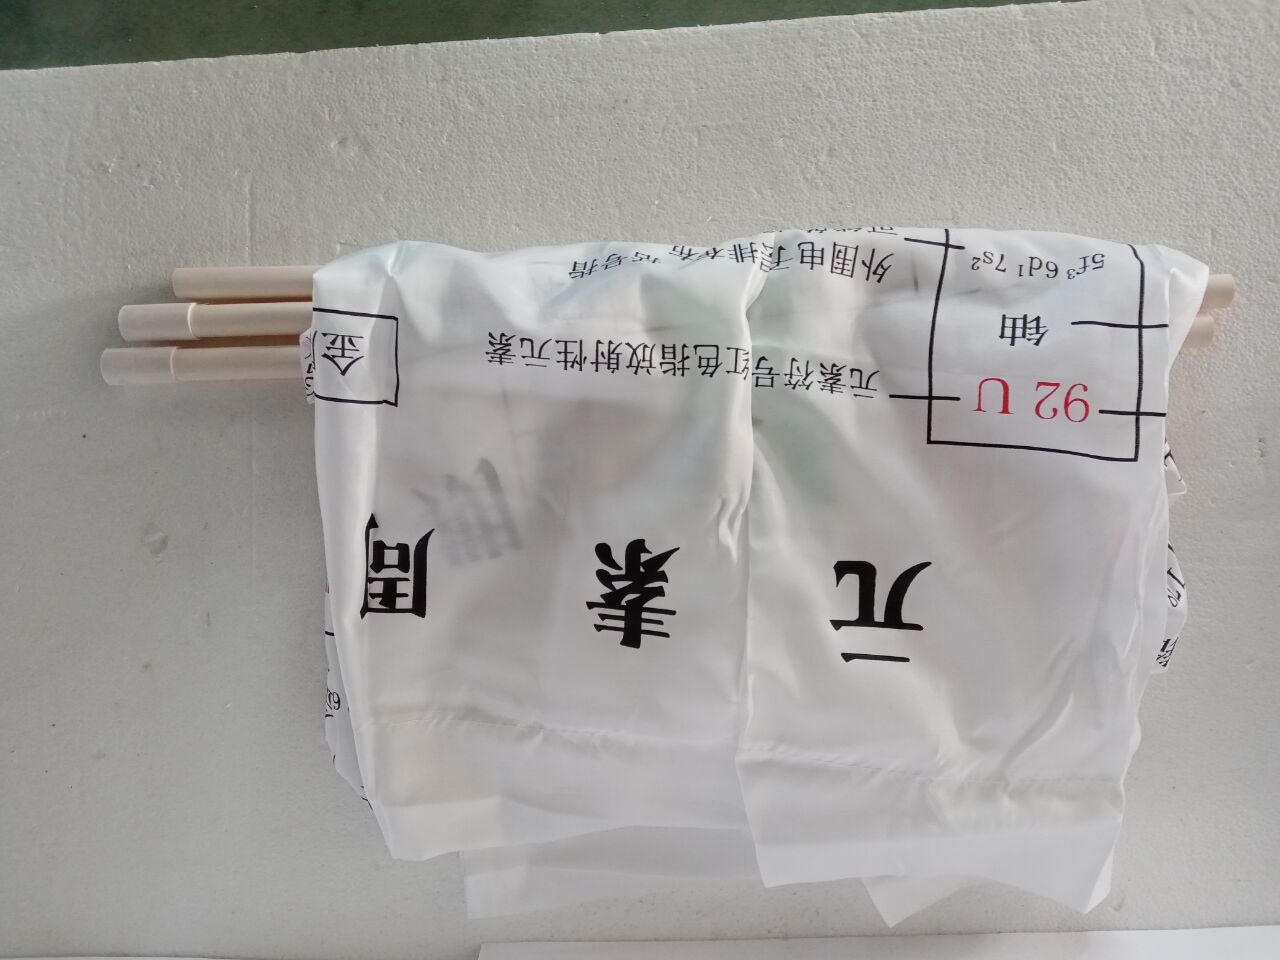 元素周
92 U
元素符号红色指放射性元素
铀
金
外围电子排布 括号指
5f³ 6d¹ 7s²